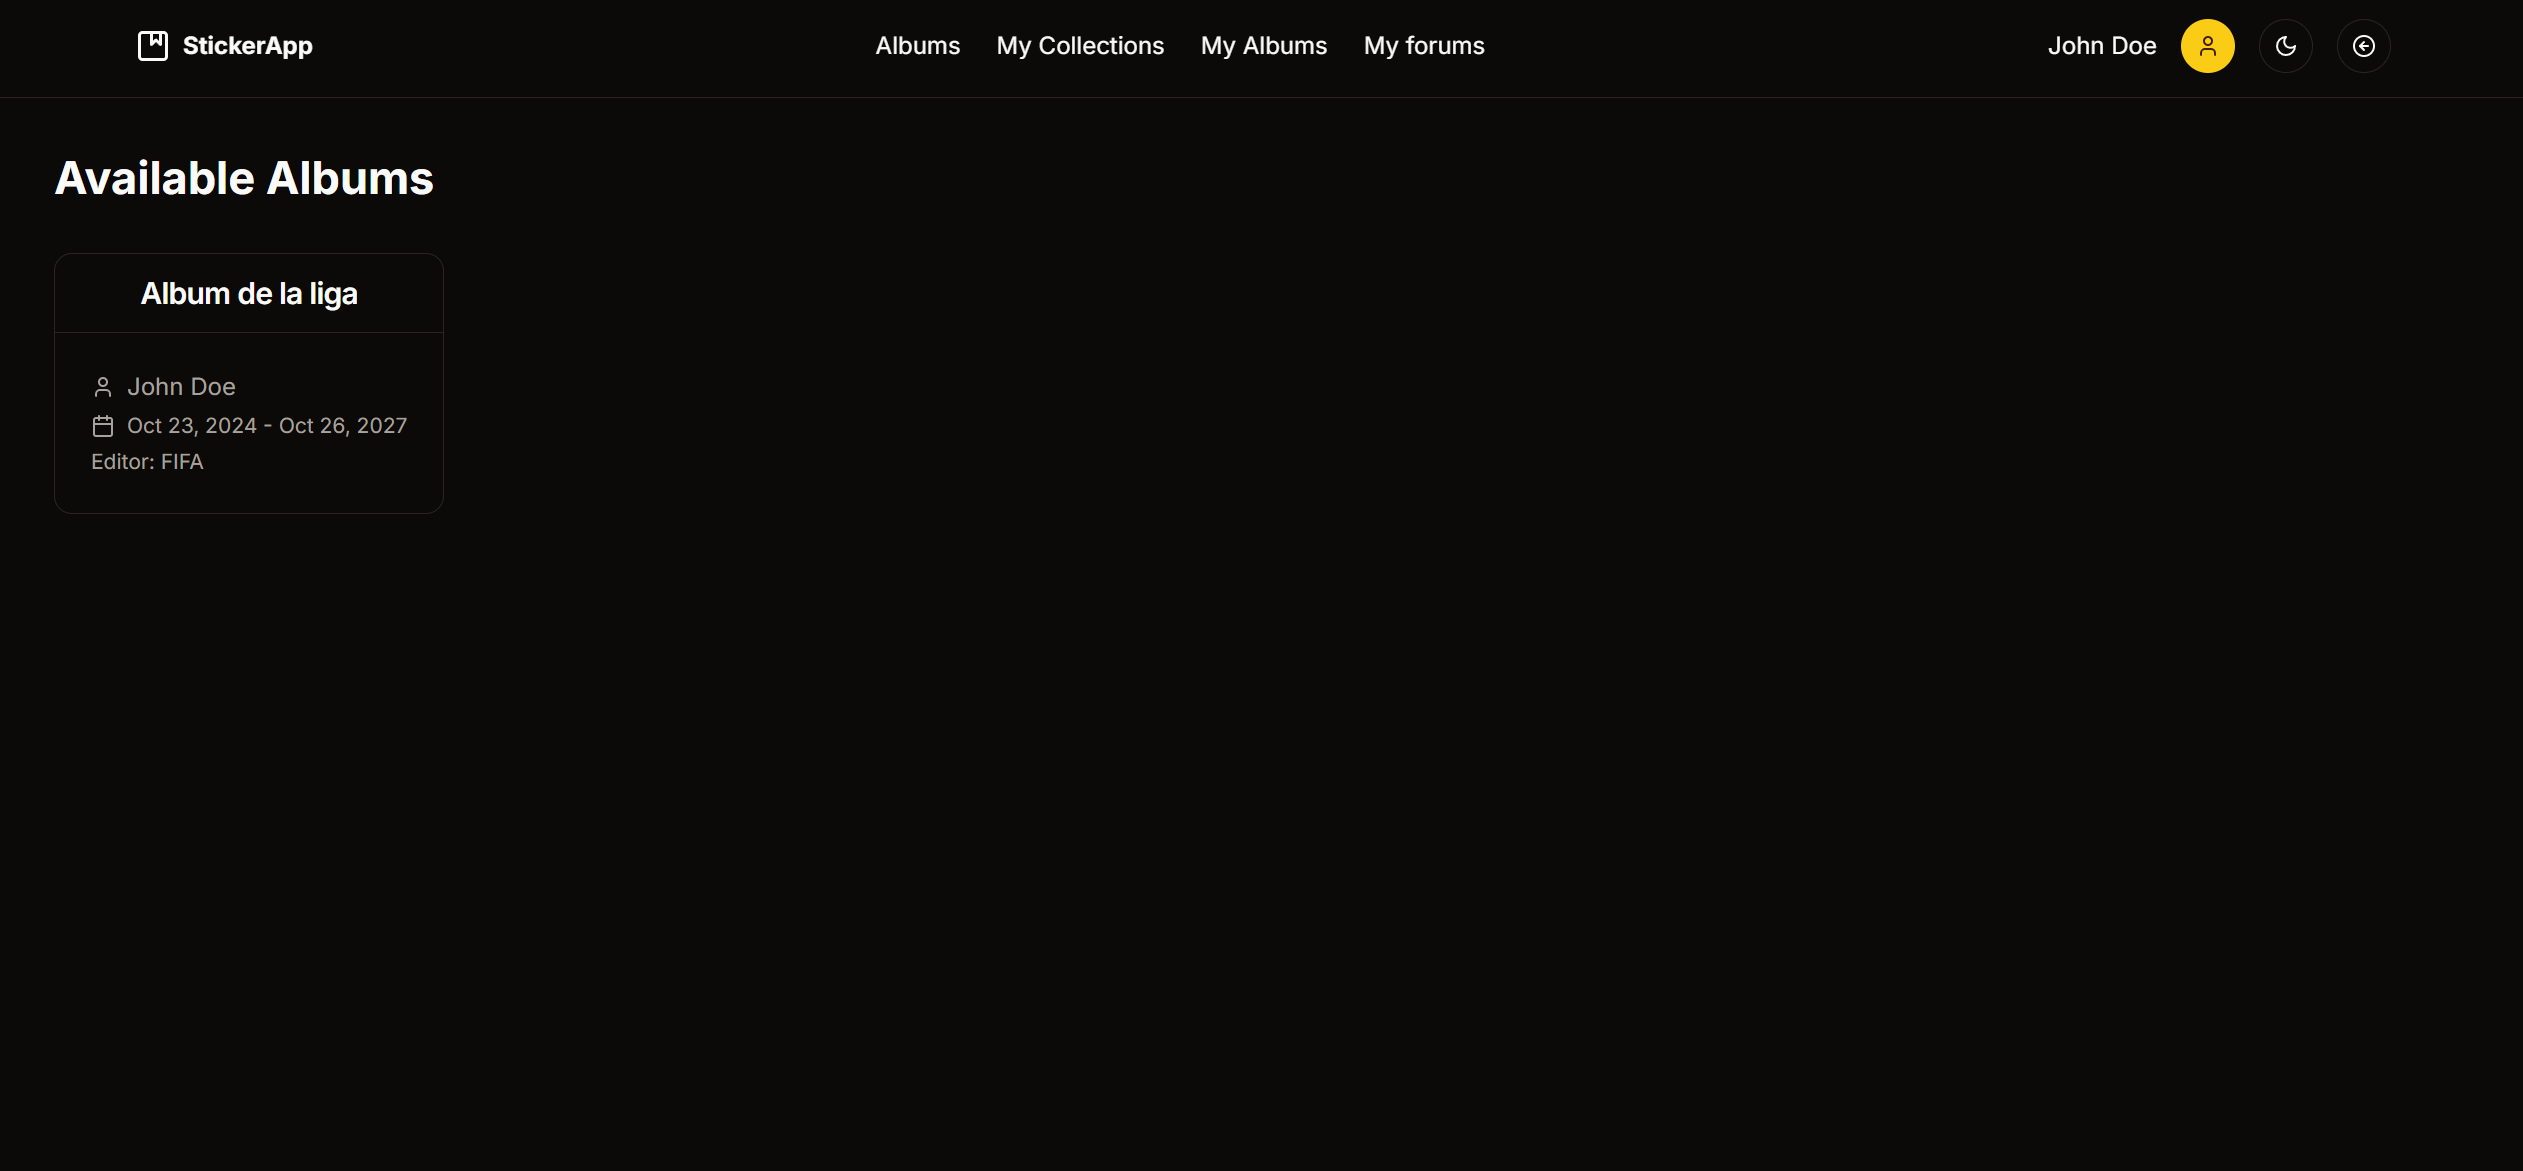 StickerApp
Albums My Collections My Albums My forums
John Doe
Available Albums
Album de la liga
John Doe
Oct 23, 2024 - Oct 26, 2027
Editor: FIFA